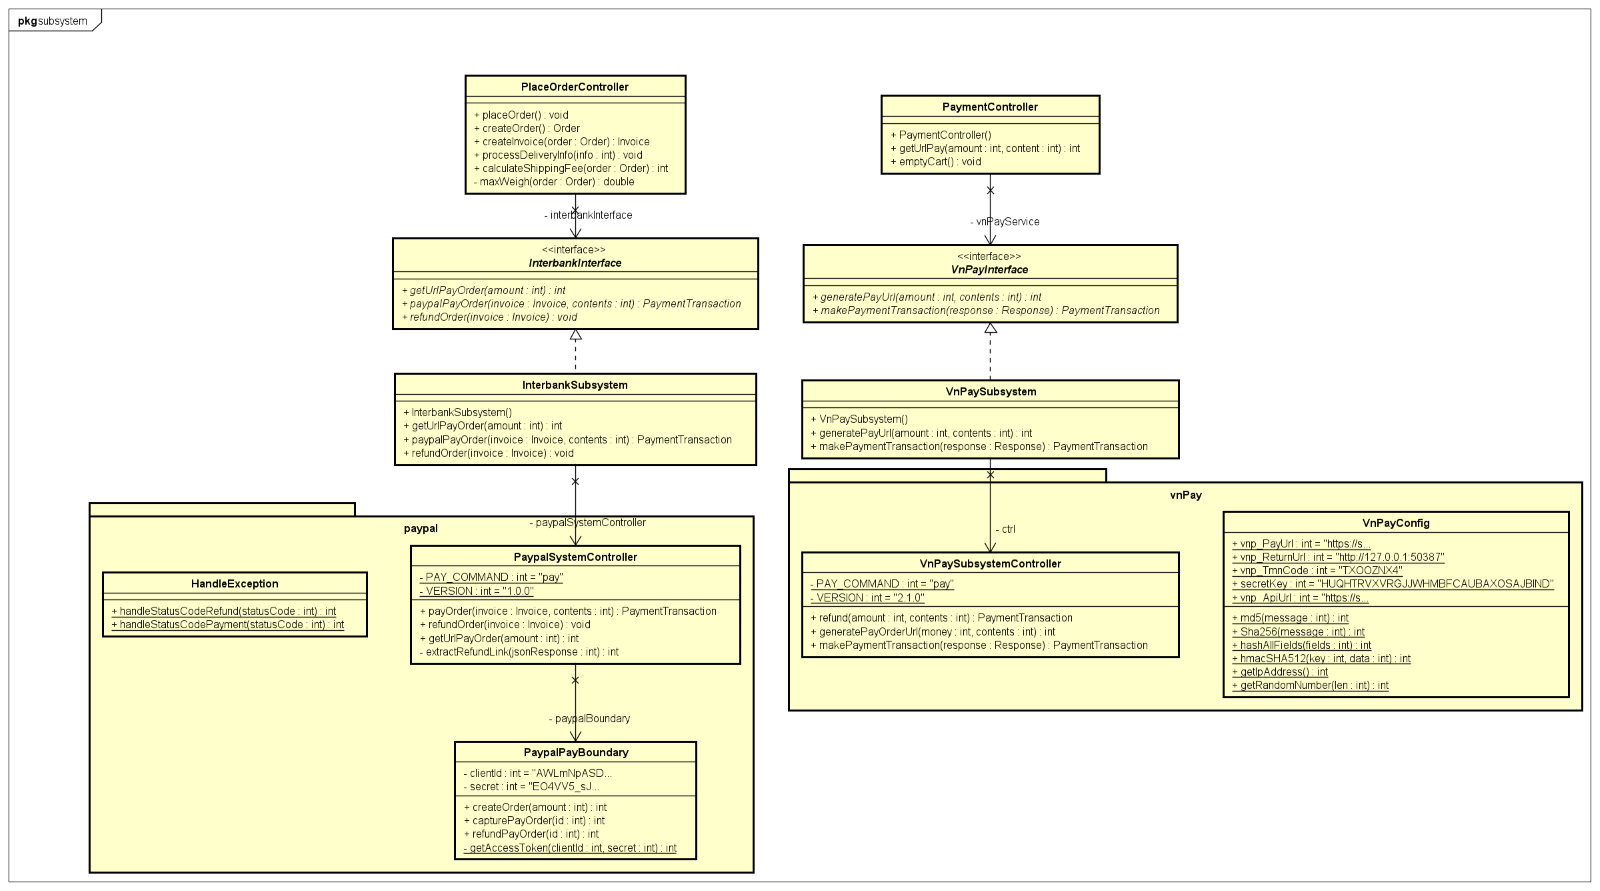 pkg subsystem
PlaceOrderController
+ placeOrder() : void
+ createOrder() : Order
+ createInvoice(order : Order) : Invoice
+ processDeliveryInfo(info : int) : void
+ calculateShippingFee(order : Order) : int
- maxWeigh(order : Order) : double
- interbankInterface
<<interface>>
InterbankInterface
+ getUrlPayOrder(amount : int) : int
+ paypalPayOrder(invoice : Invoice, contents : int) : PaymentTransaction
+ refundOrder(invoice : Invoice) : void
InterbankSubsystem
+ InterbankSubsystem()
+ getUrlPayOrder(amount : int) : int
+ paypalPayOrder(invoice : Invoice, contents : int) : PaymentTransaction
+ refundOrder(invoice : Invoice) : void
- paypalSystemController
paypal
HandleException
+ handleStatusCodeRefund(statusCode : int) : int
+ handleStatusCodePayment(statusCode : int) : int
PaypalSystemController
- PAY_COMMAND : int = "pay"
- VERSION : int = "1.0.0"
+ payOrder(invoice : Invoice, contents : int) : PaymentTransaction
+ refundOrder(invoice : Invoice) : void
+ getUrlPayOrder(amount : int) : int
- extractRefundLink(jsonResponse : int) : int
- paypalBoundary
PaypalPayBoundary
- clientId : int = "AWLmNpASD...
- secret : int = "EO4VV5_sJ...
+ createOrder(amount : int) : int
+ capturePayOrder(id : int) : int
+ refundPayOrder(id : int) : int
- getAccessToken(clientId : int, secret : int) : int
PaymentController
+ PaymentController()
+ getUrlPay(amount : int, content : int) : int
+ emptyCart() : void
- vnPayService
<<interface>>
VnPayInterface
+ generatePayUrl(amount : int, contents : int) : int
+ makePaymentTransaction(response : Response) : PaymentTransaction
VnPaySubsystem
+ VnPaySubsystem()
+ generatePayUrl(amount : int, contents : int) : int
+ makePaymentTransaction(response : Response) : PaymentTransaction
vnPay
- ctrl
VnPaySubsystemController
- PAY_COMMAND : int = "pay"
- VERSION : int = "2.1.0"
+ refund(amount : int, contents : int) : PaymentTransaction
+ generatePayOrderUrl(money : int, contents : int) : int
+ makePaymentTransaction(response : Response) : PaymentTransaction
VnPayConfig
+ vnp_PayUrl : int = "https://s...
+ vnp_ReturnUrl : int = "http://127.0.0.1:50387"
+ vnp_TmnCode : int = "TXOOZNX4"
+ secretKey : int = "HUQHTRVXVRGJJWHMBFCAUBAXOSAJBIND"
+ vnp_ApiUrl : int = "https://s...
+ md5(message : int) : int
+ Sha256(message : int) : int
+ hashAllFields(fields : int) : int
+ hmacSHA512(key : int, data : int) : int
+ getIpAddress() : int
+ getRandomNumber(len : int) : int